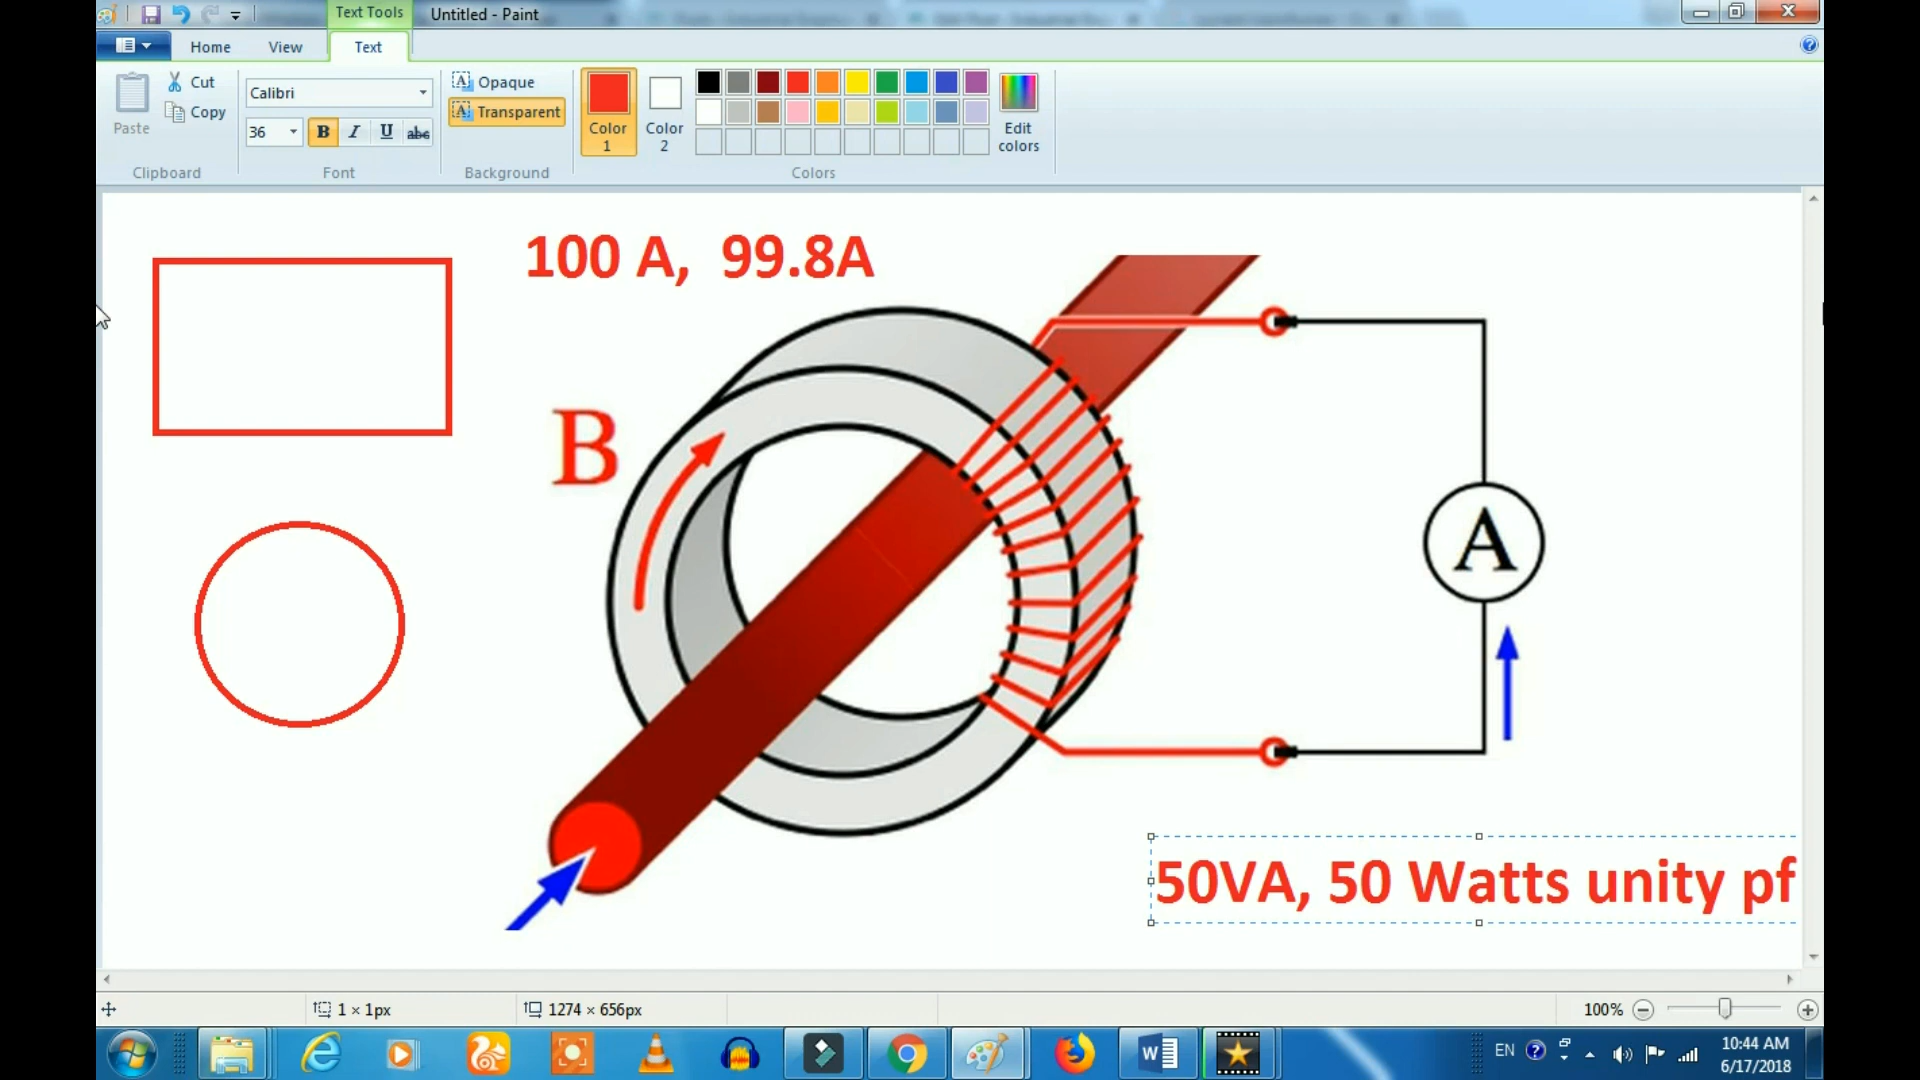 Text Tools
Untitled - Paint
Home
View
Text
Paste
Cut
Copy
Clipboard
Calibri
36
B I U abc
Font
Opaque
Transparent
Background
Color 1
Color 2
Edit colors
Colors
100 A, 99.8A
B
A
50VA, 50 Watts unity pf
1 × 1px
1274 × 656px
100%
EN
10:44 AM
6/17/2018